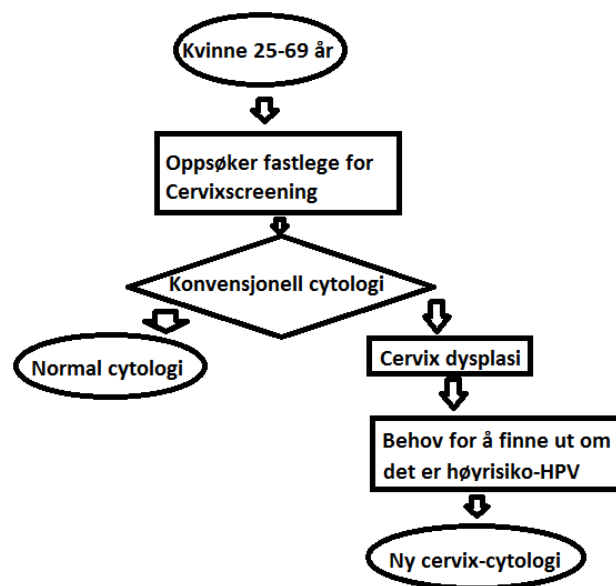 Kvinne 25-69 år
Oppsøker fastlege for
Cervixscreening
Konvensjonell cytologi
Normal cytologi
Cervix dysplasi
Behov for å finne ut om
det er høyrisiko-HPV
Ny cervix-cytologi